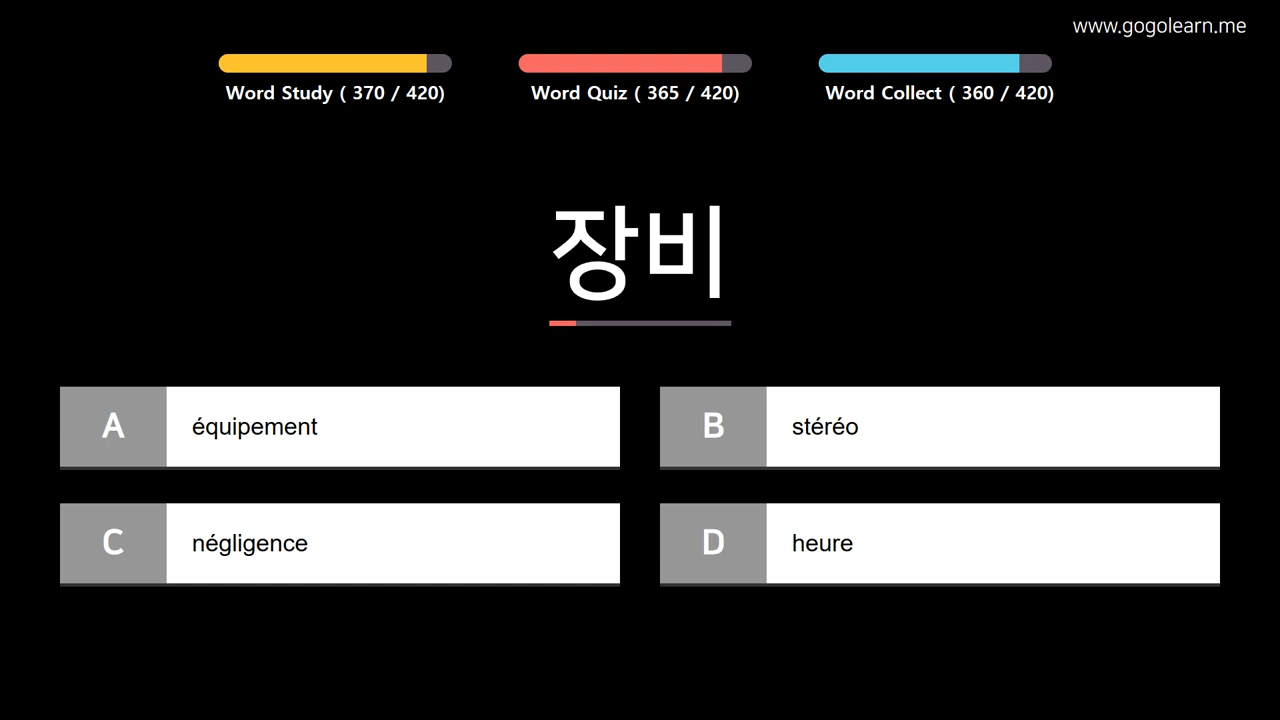 www.gogolearn.me
Word Study ( 370 / 420)
Word Quiz ( 365 / 420)
Word Collect ( 360 / 420)
장비
A
équipement
B
stéréo
C
négligence
D
heure